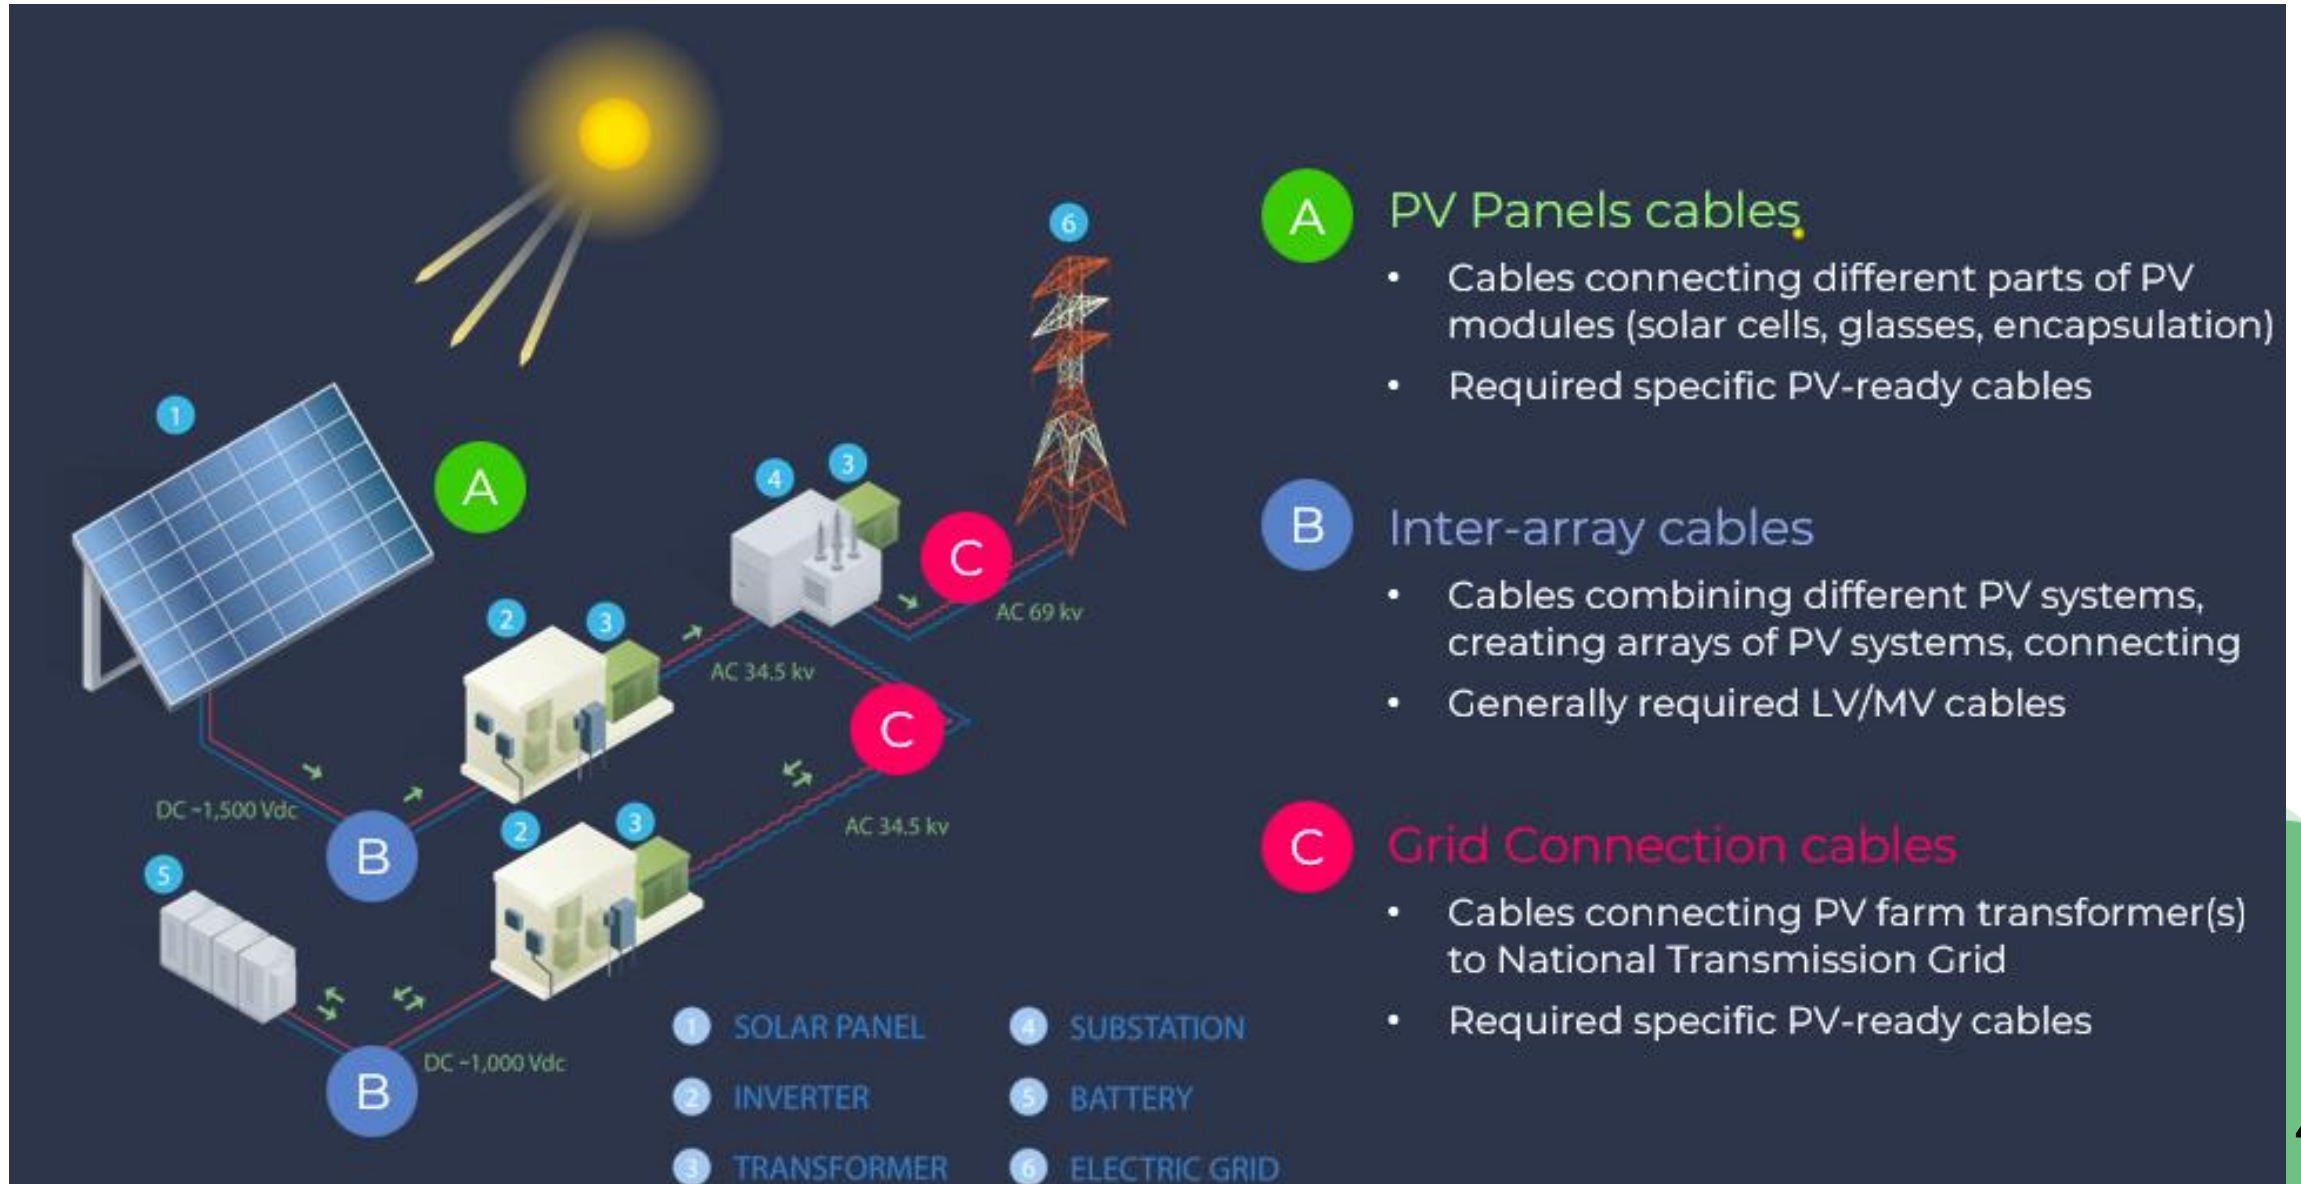 6
1
A
4
3
C
AC 69 kv
2
3
AC 34.5 kv
C
DC ~1,500 Vdc
B
2
3
AC 34.5 kv
5
DC ~1,000 Vdc
B
1 SOLAR PANEL
2 INVERTER
3 TRANSFORMER
4 SUBSTATION
5 BATTERY
6 ELECTRIC GRID
A PV Panels cables
• Cables connecting different parts of PV
modules (solar cells, glasses, encapsulation)
• Required specific PV-ready cables
B Inter-array cables
• Cables combining different PV systems,
creating arrays of PV systems, connecting
• Generally required LV/MV cables
C Grid Connection cables
• Cables connecting PV farm transformer(s)
to National Transmission Grid
• Required specific PV-ready cables